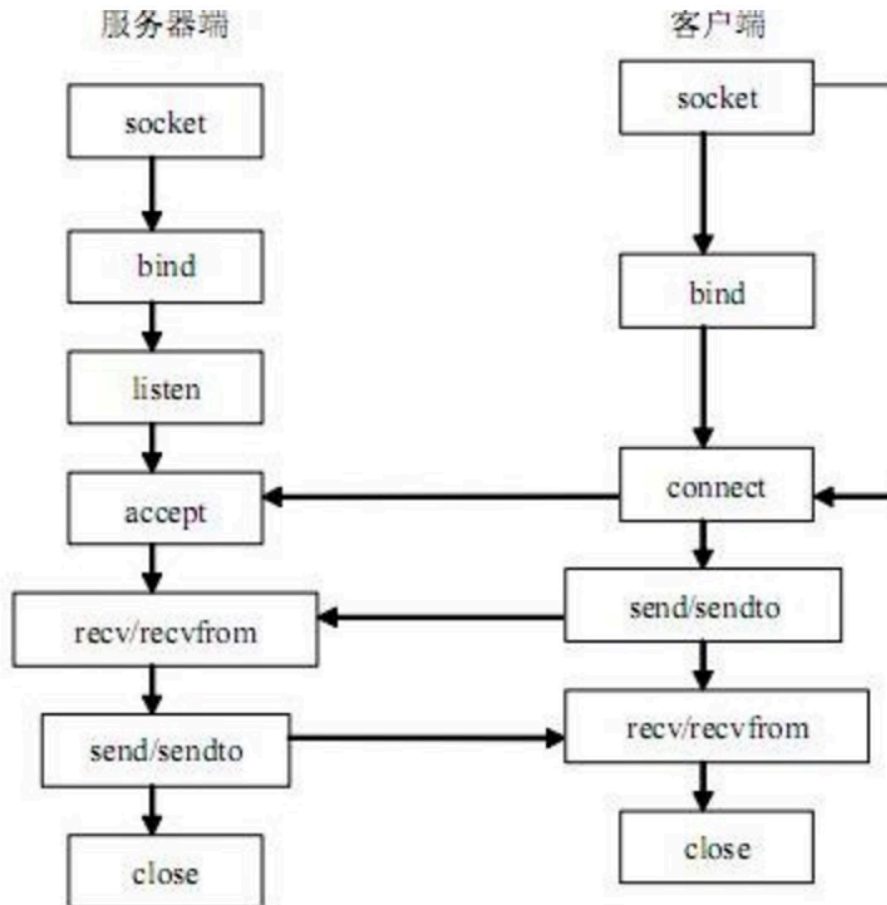 服务器端
socket
bind
listen
accept
recv/recvfrom
send/sendto
close
客户端
socket
bind
connect
send/sendto
recv/recvfrom
close